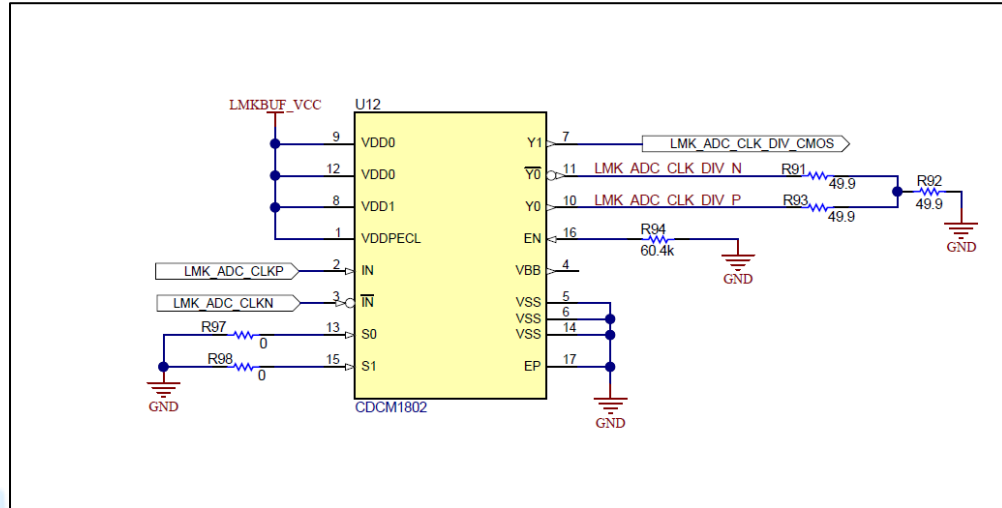 LMKBUF_VCC
U12
9 VDD0
12 VDD0
8 VDD1
1 VDDPECL
LMK_ADC_CLKP 2 IN
LMK_ADC_CLKN 3 IN
R97 0 13 S0
R98 0 15 S1
GND
CDCM1802
Y1 7 LMK_ADC_CLK_DIV_CMOS
Y0 11 LMK_ADC_CLK_DIV_N R91 49.9
Y0 10 LMK_ADC_CLK_DIV_P R93 49.9
R92 49.9
GND
EN 16 R94 60.4k
GND
VBB 4
VSS 5
VSS 6
VSS 14
EP 17
GND